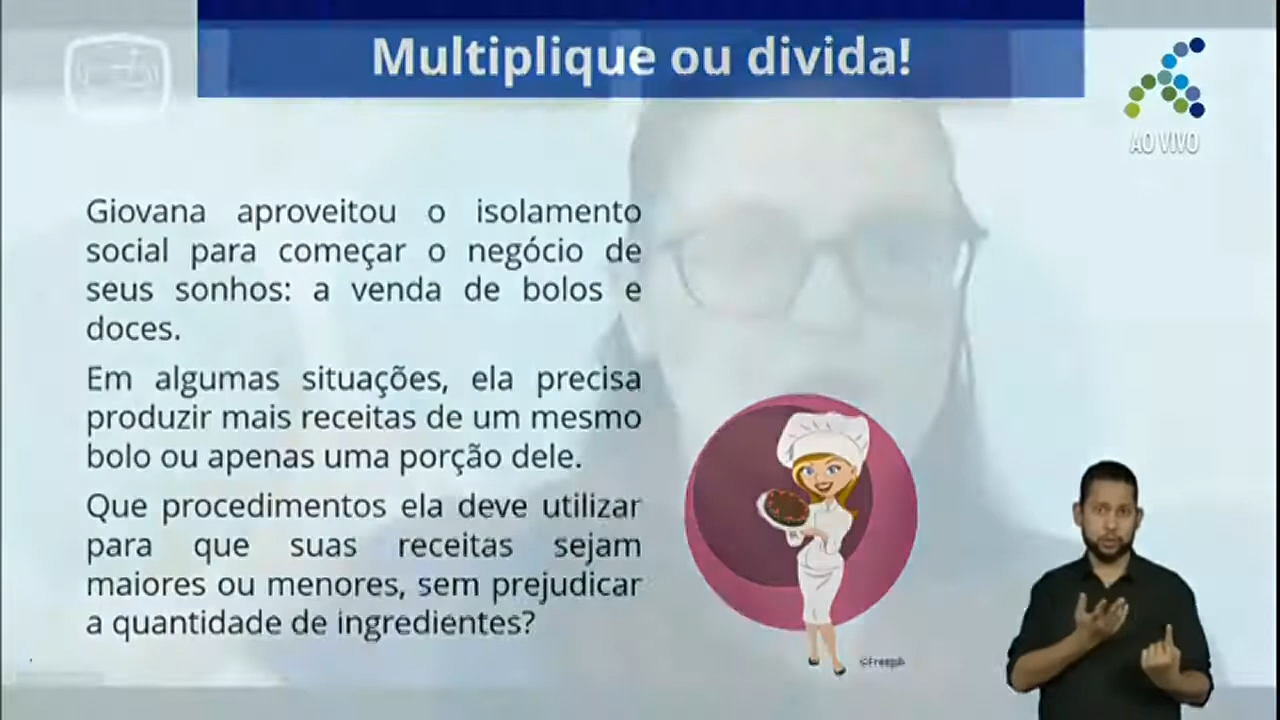 Multiplique ou divida!
AO VIVO
Giovana aproveitou o isolamento
social para começar o negócio de
seus sonhos: a venda de bolos e
doces.
Em algumas situações, ela precisa
produzir mais receitas de um mesmo
bolo ou apenas uma porção dele.
Que procedimentos ela deve utilizar
para que suas receitas sejam
maiores ou menores, sem prejudicar
a quantidade de ingredientes?
©Freepik